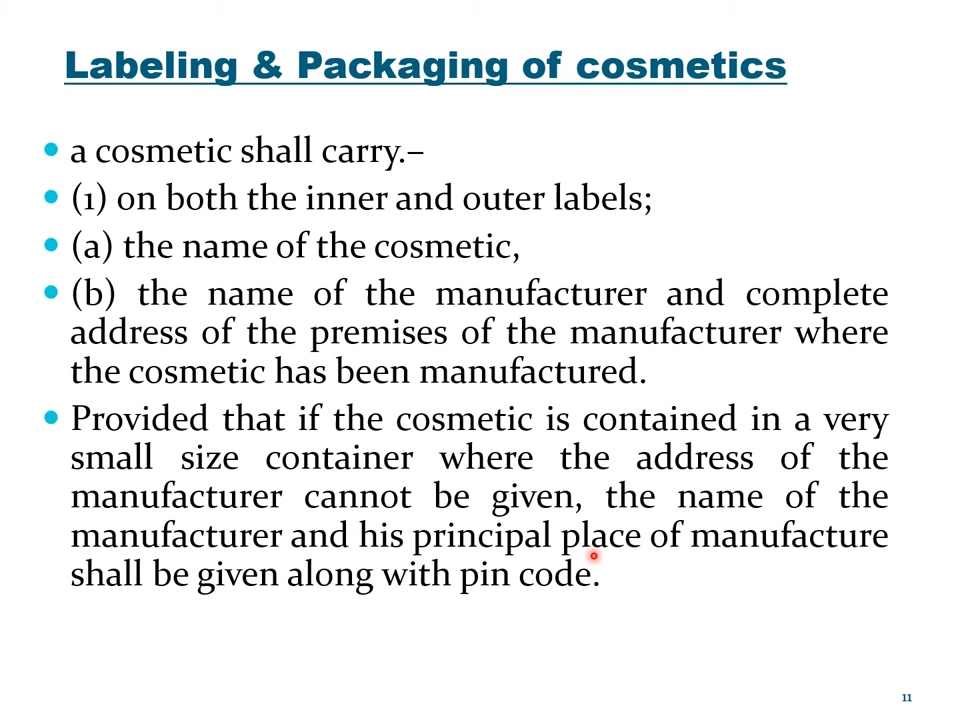 Labeling & Packaging of cosmetics
• a cosmetic shall carry.–
• (1) on both the inner and outer labels;
• (a) the name of the cosmetic,
• (b) the name of the manufacturer and complete
address of the premises of the manufacturer where
the cosmetic has been manufactured.
• Provided that if the cosmetic is contained in a very
small size container where the address of the
manufacturer cannot be given, the name of the
manufacturer and his principal place of manufacture
shall be given along with pin code.
11